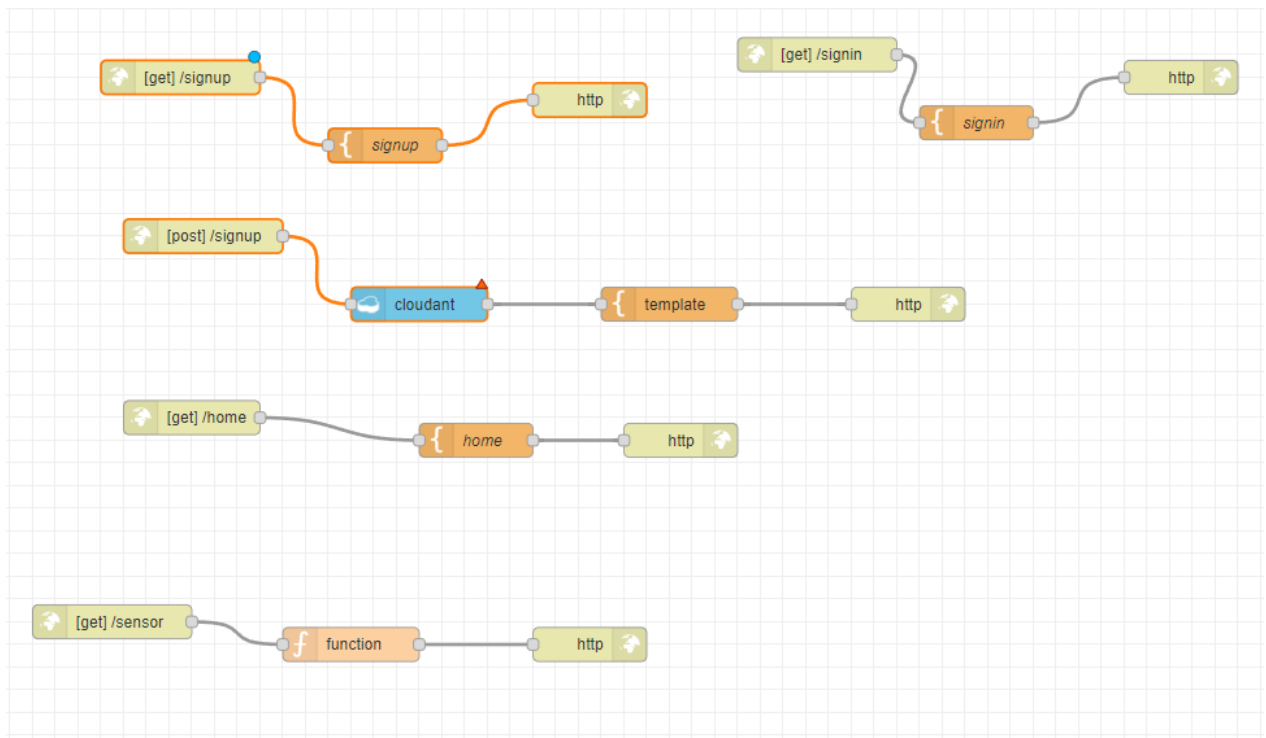 [get] /signup
signup
http
[get] /signin
signin
http
[post] /signup
cloudant
template
http
[get] /home
home
http
[get] /sensor
function
http